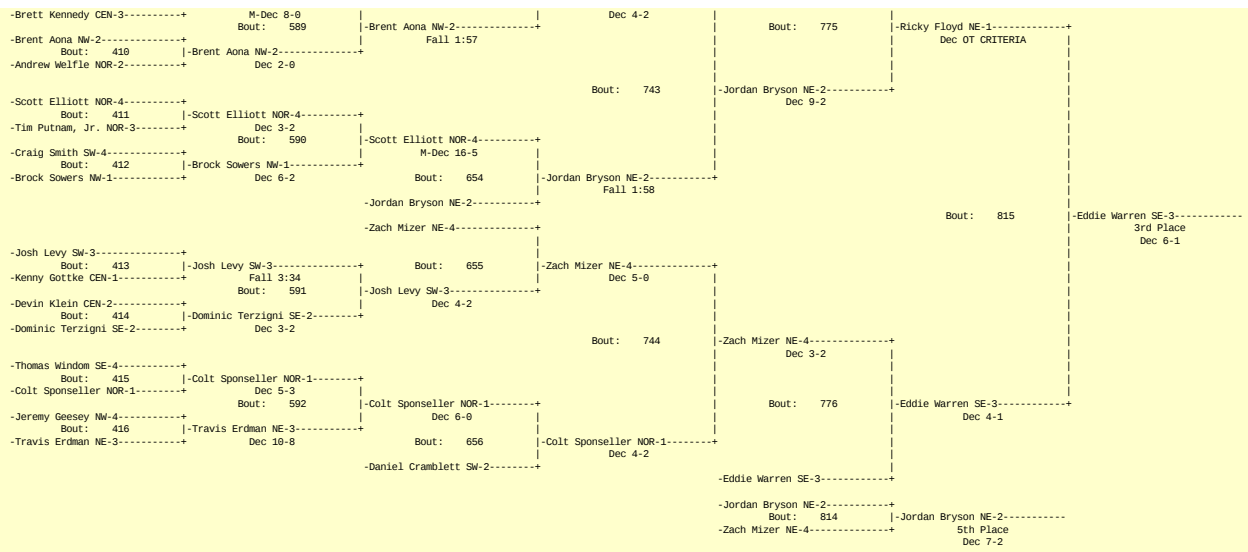 -Brett Kennedy CEN-3----------+ M-Dec 8-0 | | Dec 4-2 | |
Bout: 589 |-Brent Aona NW-2--------------+ | Bout: 775 |-Ricky Floyd NE-1-------------+
-Brent Aona NW-2--------------+ | Fall 1:57 | | Dec OT CRITERIA |
Bout: 410 |-Brent Aona NW-2--------------+ | | |
-Andrew Welfle NOR-2----------+ Dec 2-0 | | |
Bout: 743 |-Jordan Bryson NE-2-----------+ |
-Scott Elliott NOR-4----------+ | Dec 9-2 |
Bout: 411 |-Scott Elliott NOR-4----------+ | |
-Tim Putnam, Jr. NOR-3--------+ Dec 3-2 | | |
Bout: 590 |-Scott Elliott NOR-4----------+ | |
-Craig Smith SW-4-------------+ | M-Dec 16-5 | | |
Bout: 412 |-Brock Sowers NW-1------------+ | | |
-Brock Sowers NW-1------------+ Dec 6-2 Bout: 654 |-Jordan Bryson NE-2-----------+ |
| Fall 1:58 |
-Jordan Bryson NE-2-----------+ |
Bout: 815 |-Eddie Warren SE-3------------
-Zach Mizer NE-4--------------+ | 3rd Place
| | Dec 6-1
-Josh Levy SW-3---------------+ | |
Bout: 413 |-Josh Levy SW-3---------------+ Bout: 655 |-Zach Mizer NE-4--------------+ |
-Kenny Gottke CEN-1-----------+ Fall 3:34 | | Dec 5-0 | |
Bout: 591 |-Josh Levy SW-3---------------+ | |
-Devin Klein CEN-2------------+ | Dec 4-2 | |
Bout: 414 |-Dominic Terzigni SE-2--------+ | |
-Dominic Terzigni SE-2--------+ Dec 3-2 | |
Bout: 744 |-Zach Mizer NE-4--------------+ |
| Dec 3-2 | |
-Thomas Windom SE-4-----------+ | | |
Bout: 415 |-Colt Sponseller NOR-1--------+ | | |
-Colt Sponseller NOR-1--------+ Dec 5-3 | | | |
Bout: 592 |-Colt Sponseller NOR-1--------+ | Bout: 776 |-Eddie Warren SE-3------------+
-Jeremy Geesey NW-4-----------+ | Dec 6-0 | | | Dec 4-1
Bout: 416 |-Travis Erdman NE-3-----------+ | | |
-Travis Erdman NE-3-----------+ Dec 10-8 Bout: 656 |-Colt Sponseller NOR-1--------+ |
| Dec 4-2 |
-Daniel Cramblett SW-2--------+ |
-Eddie Warren SE-3------------+
-Jordan Bryson NE-2-----------+
Bout: 814 |-Jordan Bryson NE-2-----------
-Zach Mizer NE-4--------------+ 5th Place
Dec 7-2